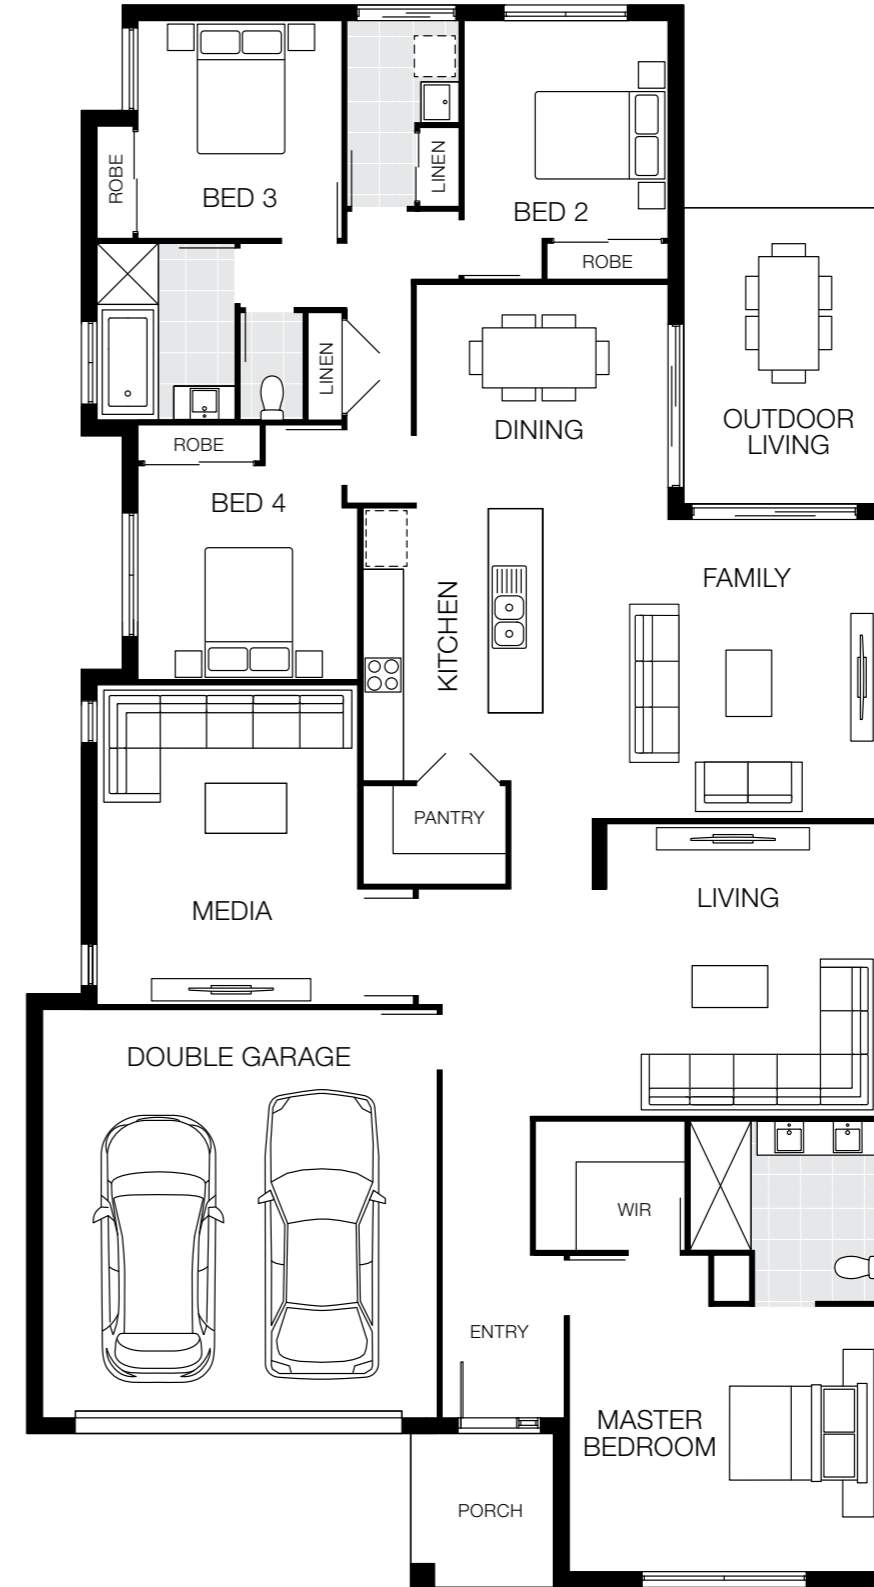 ROBE
BED 3
LINEN
BED 2
ROBE
LINEN
DINING
OUTDOOR
LIVING
ROBE
BED 4
KITCHEN
FAMILY
PANTRY
MEDIA
LIVING
DOUBLE GARAGE
WIR
ENTRY
MASTER
BEDROOM
PORCH